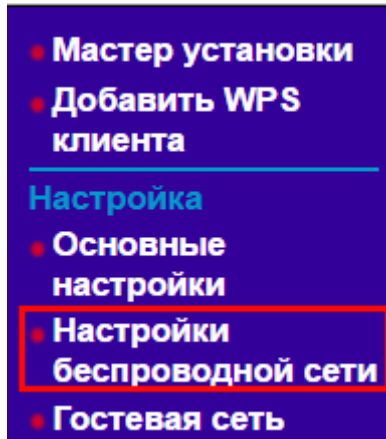 Мастер установки
Добавить WPS
клиента
Настройка
Основные
настройки
Настройки
беспроводной сети
Гостевая сеть